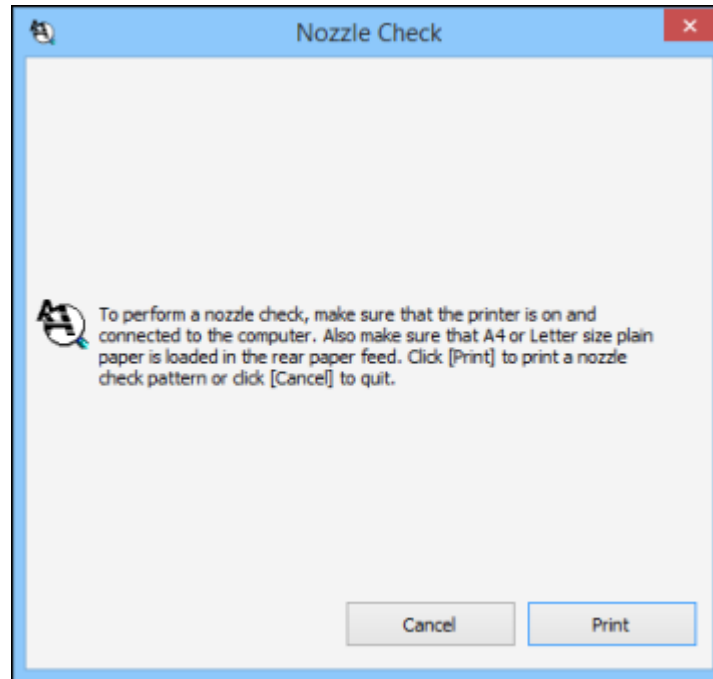 Nozzle Check
To perform a nozzle check, make sure that the printer is on and
connected to the computer. Also make sure that A4 or Letter size plain
paper is loaded in the rear paper feed. Click [Print] to print a nozzle
check pattern or click [Cancel] to quit.
Cancel
Print